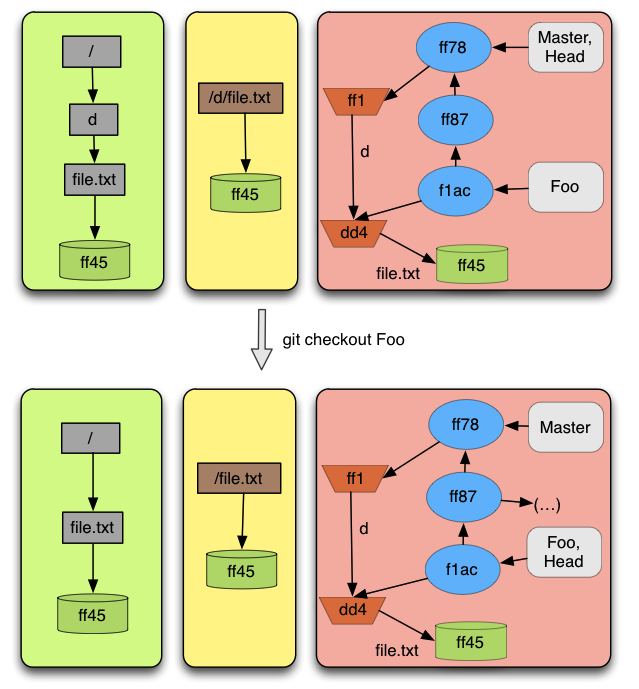 /
d
file.txt
ff45
/d/file.txt
ff45
ff78
Master,
Head
ff1
ff87
d
f1ac
Foo
dd4
file.txt
ff45
git checkout Foo
/
file.txt
ff45
/file.txt
ff45
ff78
Master
ff1
ff87
(...)
d
f1ac
Foo,
Head
dd4
file.txt
ff45